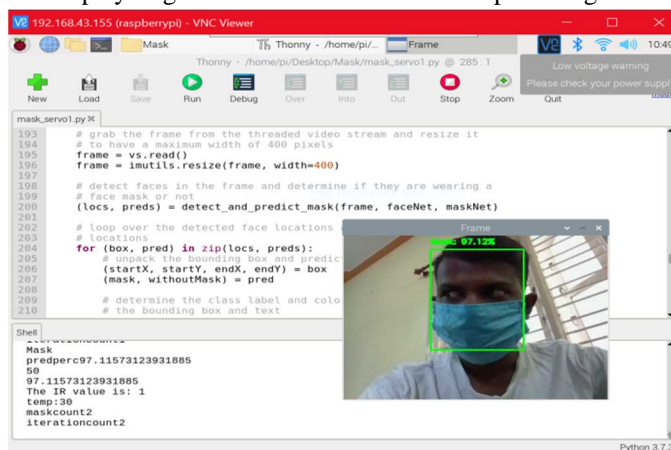 192.168.43.155 (raspberrypi) - VNC Viewer
Mask
Thonny - /home/pi/...
Frame
10:49
Thonny - /home/pi/Desktop/Mask/mask_servo1.py @ 285 : 1
Low voltage warning
Please check your power suppl
New Load Save Run Debug Over Into Out Stop Zoom Quit
mask_servo1.py
193 # grab the frame from the threaded video stream and resize it
194 # to have a maximum width of 400 pixels
195 frame = vs.read()
196 frame = imutils.resize(frame, width=400)
197
198 # detect faces in the frame and determine if they are wearing a
199 # face mask or not
200 (locs, preds) = detect_and_predict_mask(frame, faceNet, maskNet)
201
202 # loop over the detected face locations
203 # locations
204 for (box, pred) in zip(locs, preds):
205 # unpack the bounding box and predict
206 (startX, startY, endX, endY) = box
207 (mask, withoutMask) = pred
208
209 # determine the class label and colo
210 # the bounding box and text
Frame
Mask: 97.12%
Shell
iterationcount1
Mask
predperc97.11573123931885
50
97.11573123931885
The IR value is: 1
temp:30
maskcount2
iterationcount2
Python 3.7.3